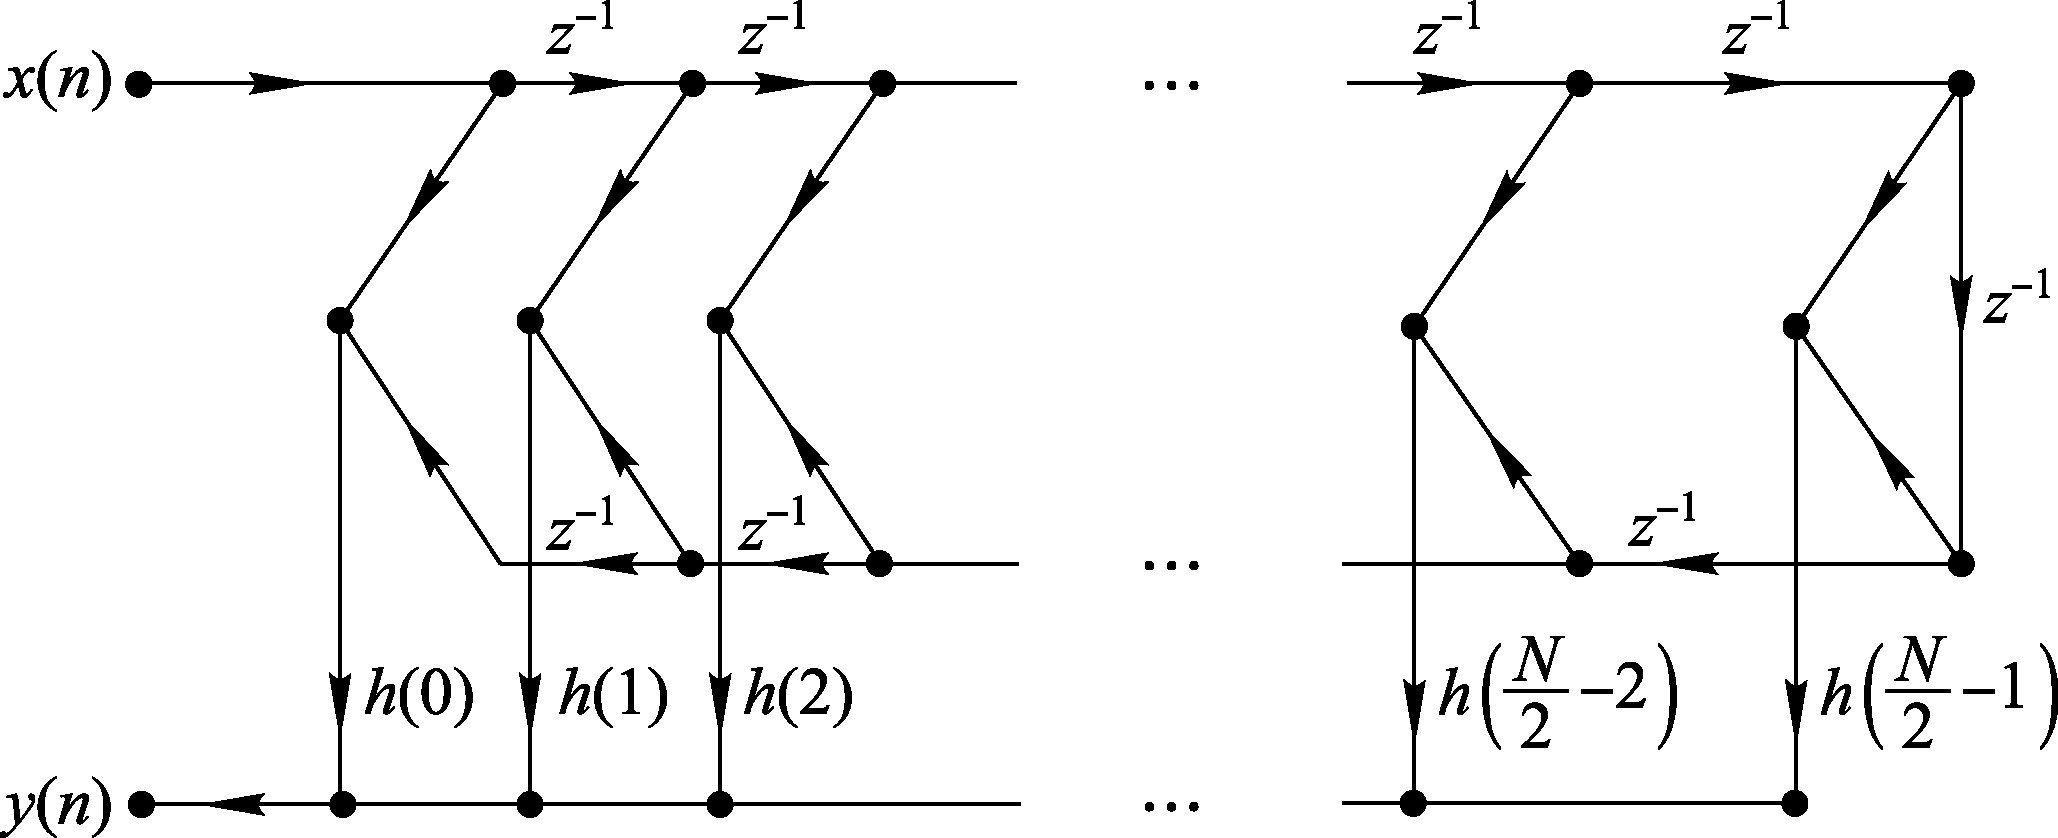 z⁻¹ z⁻¹ z⁻¹ z⁻¹
x(n) ...
z⁻¹
z⁻¹ z⁻¹ z⁻¹
...
h(0) h(1) h(2) h(N/2−2) h(N/2−1)
y(n) ...